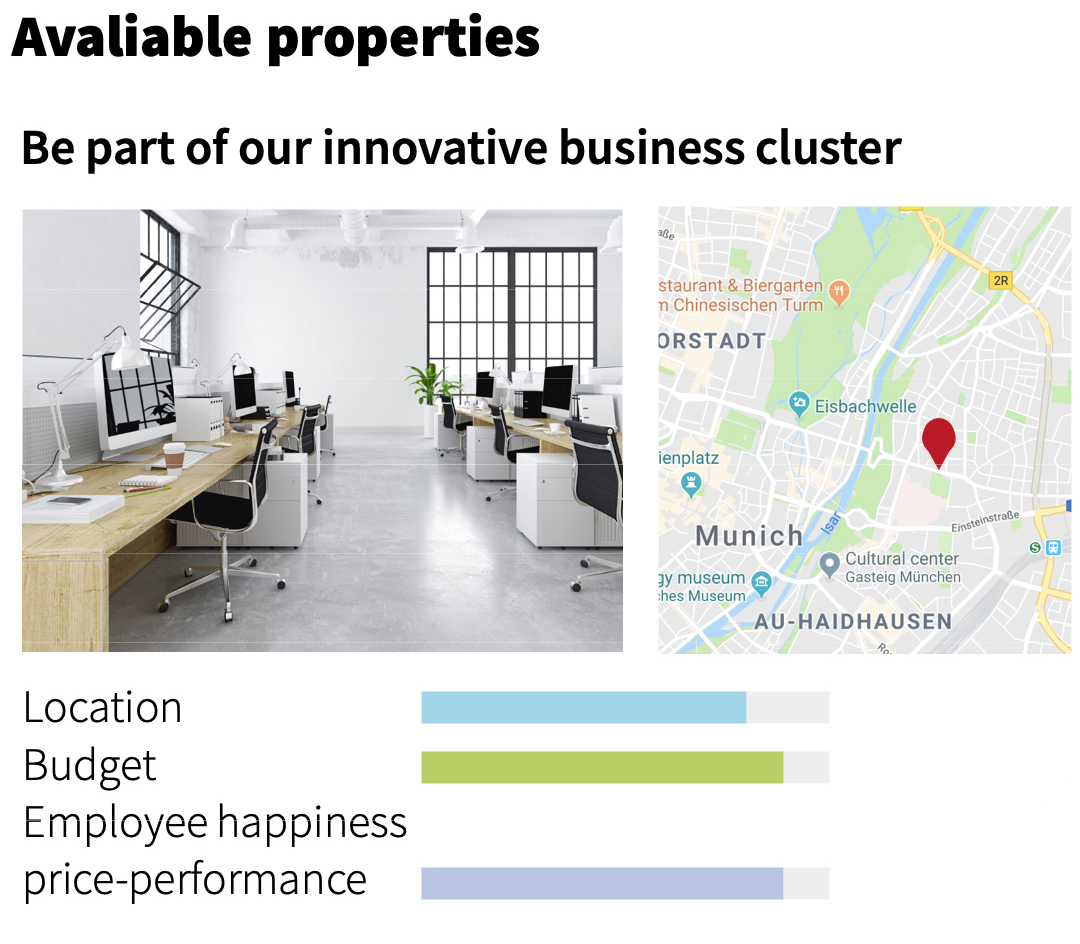 Avaliable properties
Be part of our innovative business cluster
aße
2R
staurant & Biergarten
m Chinesischen Turm
ORSTADT
Eisbachwelle
ienplatz
Munich
Isar
Einsteinstraße
S
Cultural center
Gasteig München
gy museum
ches Museum
AU-HAIDHAUSEN
Ro
Location
Budget
Employee happiness
price-performance